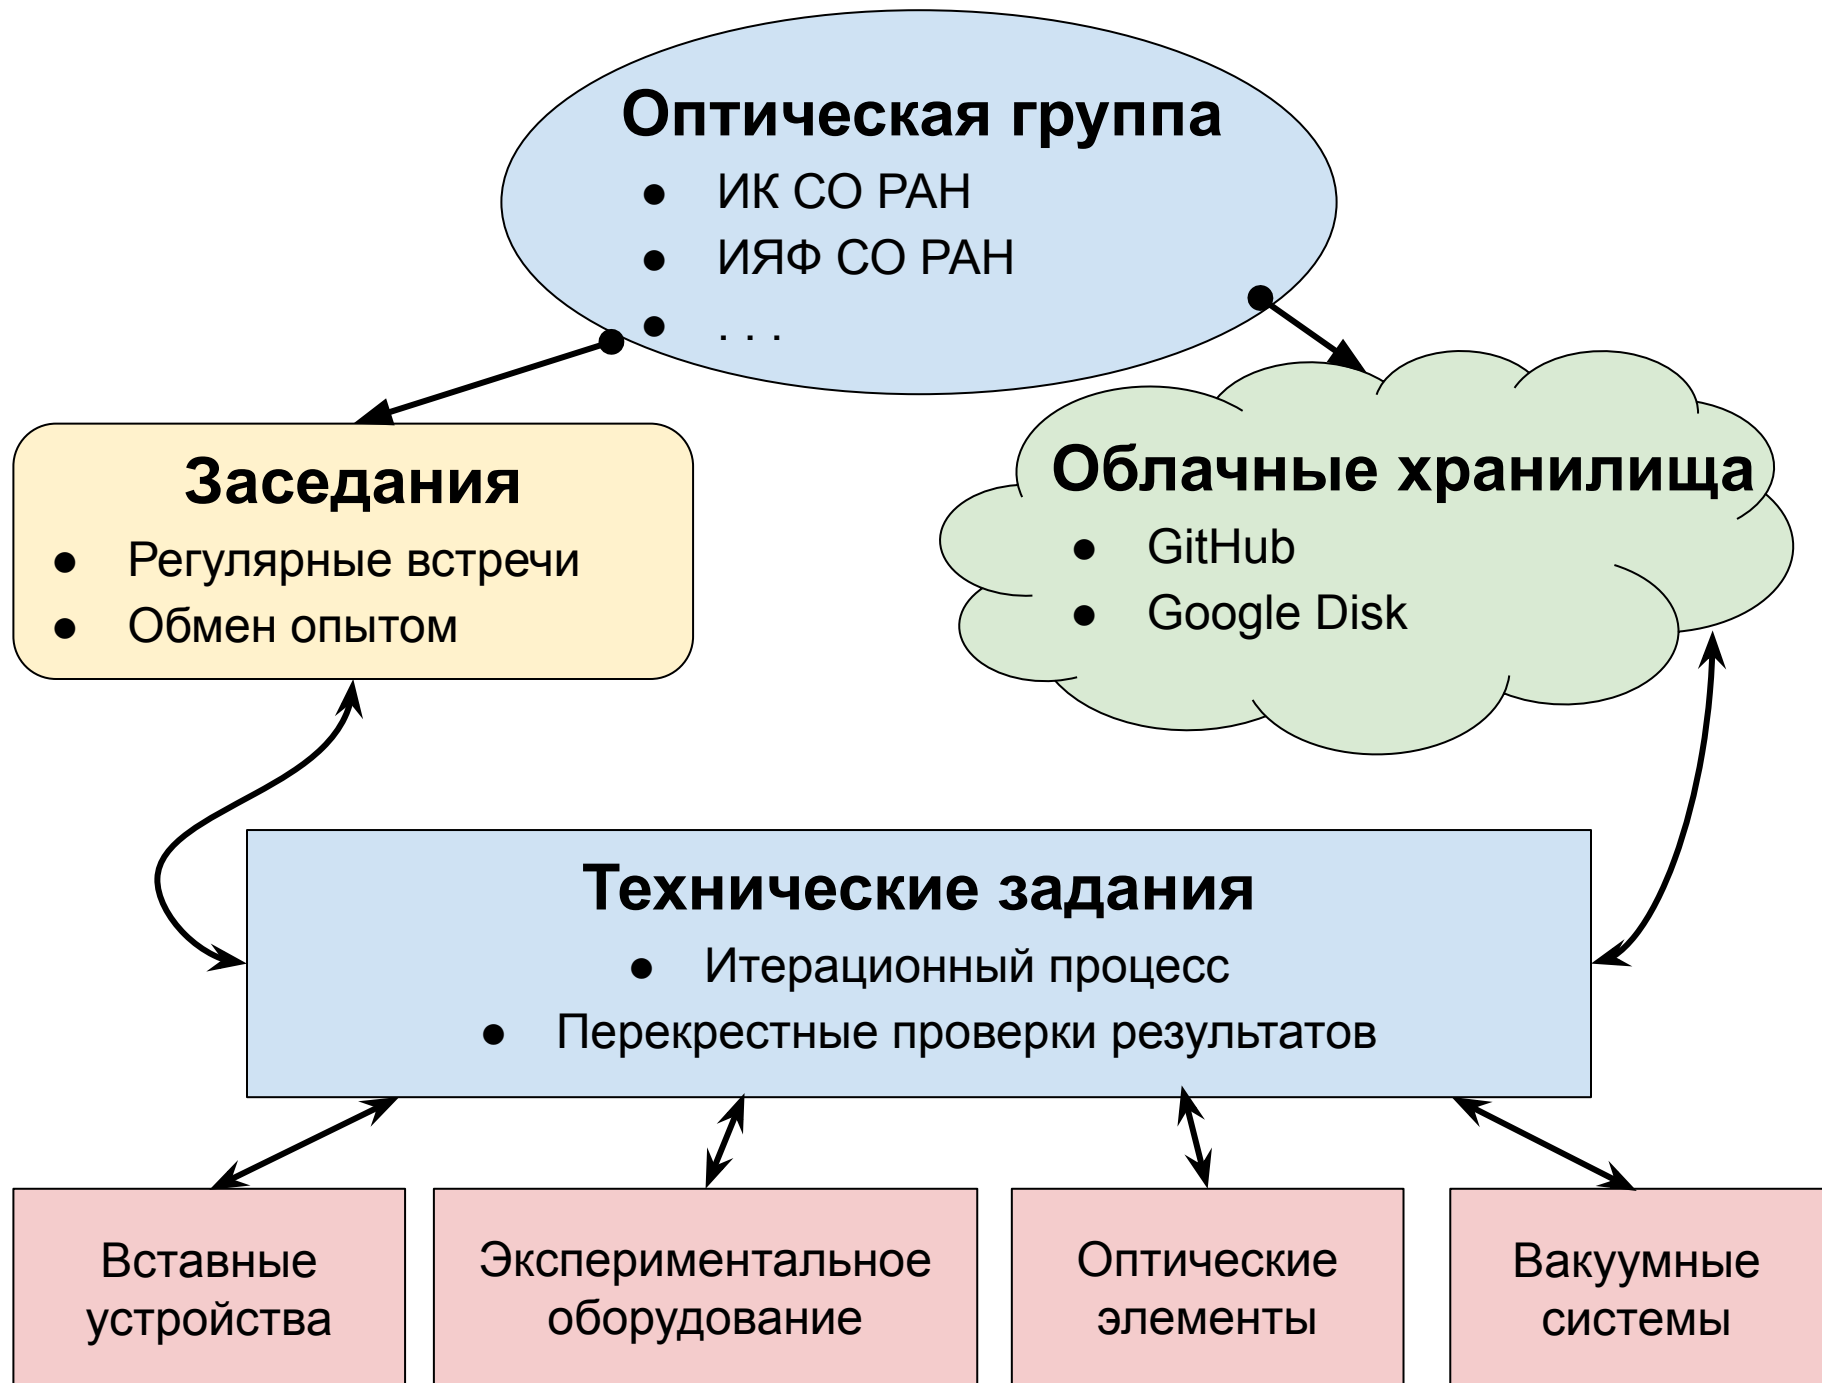 Оптическая группа
● ИК СО РАН
● ИЯФ СО РАН
● . . .
Заседания
● Регулярные встречи
● Обмен опытом
Облачные хранилища
● GitHub
● Google Disk
Технические задания
● Итерационный процесс
● Перекрестные проверки результатов
Вставные
устройства
Экспериментальное
оборудование
Оптические
элементы
Вакуумные
системы